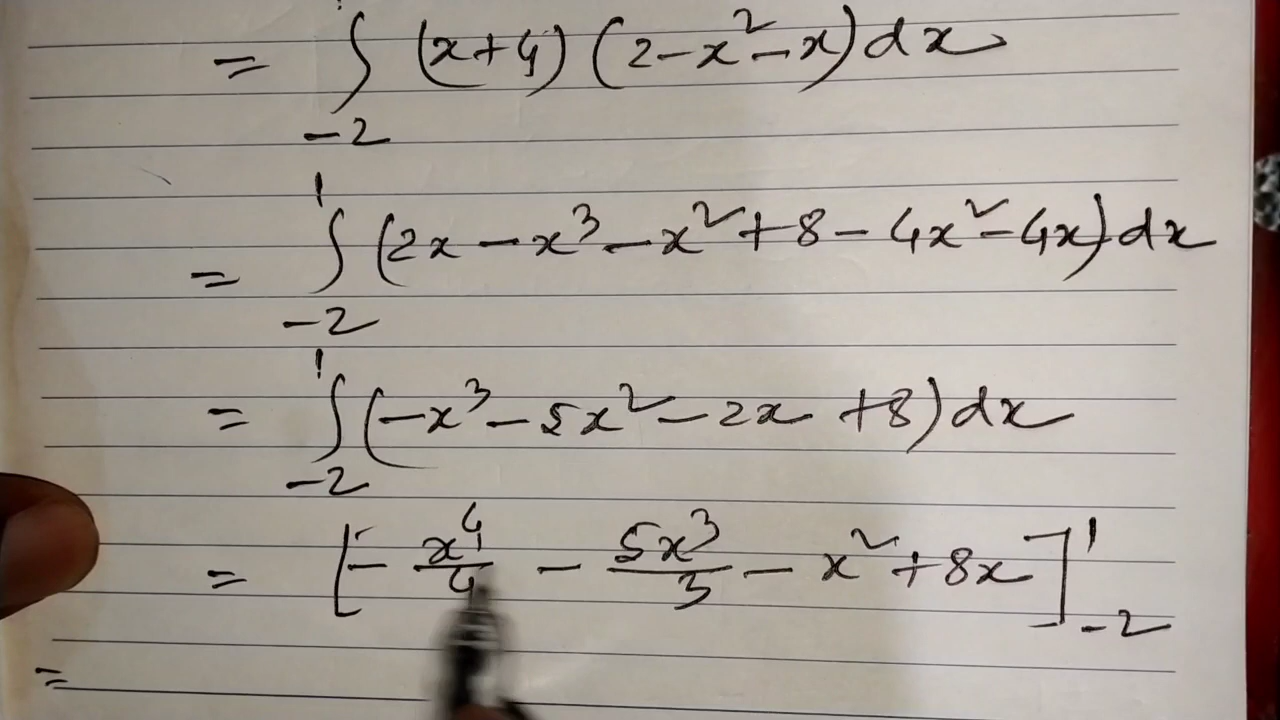 = ∫_{-2} (x+4)(2-x²-x)dx
= ∫_{-2}^{1} (2x-x³-x²+8-4x²-4x)dx
= ∫_{-2}^{1} (-x³-5x²-2x+8)dx
= [-x⁴/4 - 5x³/3 - x²+8x]_{-2}^{1}
=